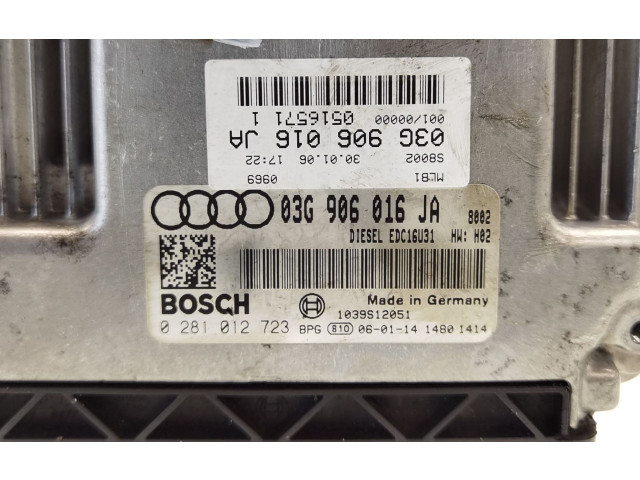 MLB1 0969
S8002 30.01.06 17:22
03G 906 016 JA
001/00000 0516571 1
03G 906 016 JA 8002
DIESEL EDC16U31 HW: H02
BOSCH
Made in Germany
1039S12051
0 281 012 723 BPG 810 06-01-14 1480 1414